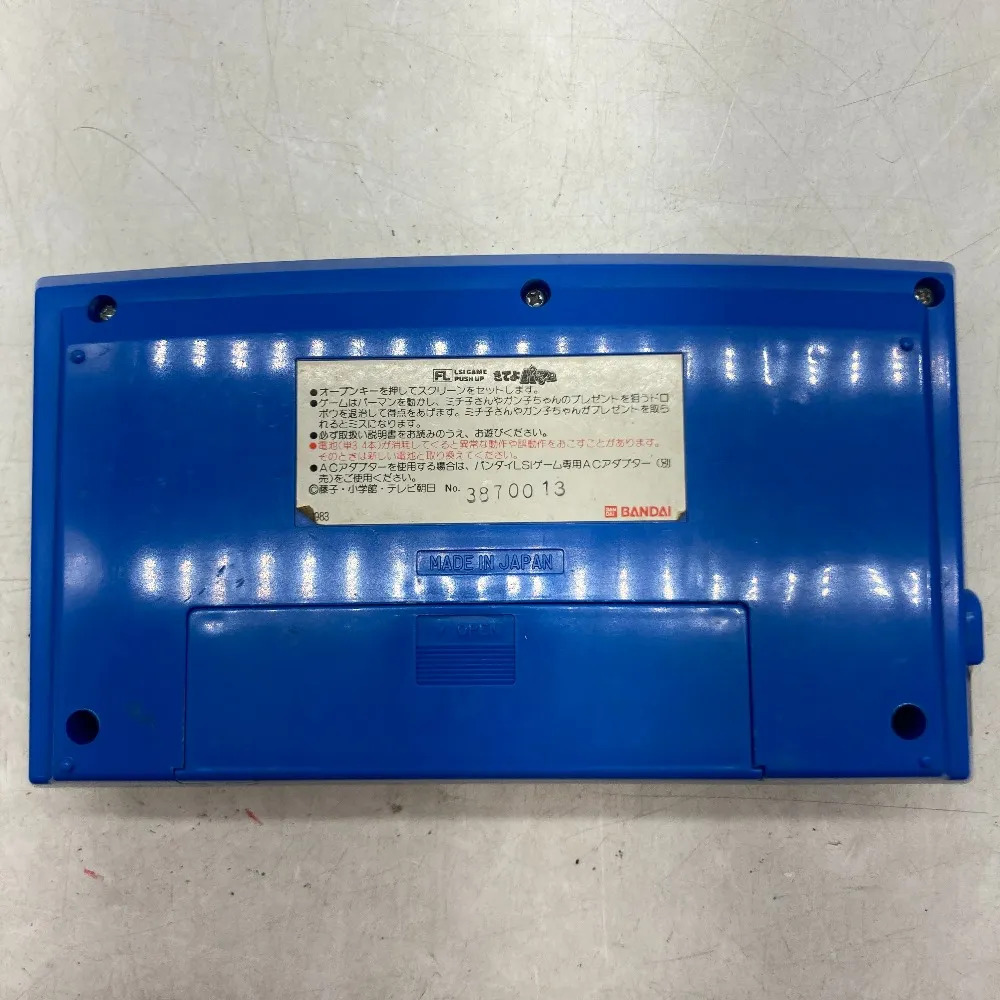 FL LSI GAME きてよパーマン
PUSH UP
●オープンキーを押してスクリーンをセットします。
●ゲームはパーマンを動かし、ミチ子さんやガン子ちゃんのプレゼントを狙うドロ
ボウを退治して得点をあげます。ミチ子さんやガン子ちゃんがプレゼントを取ら
れるとミスになります。
●必ず取扱い説明書をお読みのうえ、お遊びください。
●電池(単3,4本)が消耗してくると異常な動作や誤動作をおこすことがあります。
そのときは新しい電池と取り換えてください。
●ACアダプターを使用する場合は、バンダイLSIゲーム専用ACアダプター(別
売)をご使用ください。
©藤子・小学館・テレビ朝日 No. 3870013
983 BAN DAI BANDAI
MADE IN JAPAN
OPEN